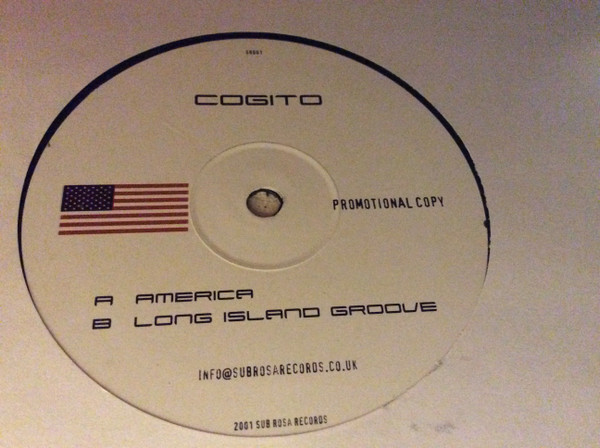 COGITO
PROMOTIONAL COPY
A AMERICA
B LONG ISLAND GROOVE
INFO@SUBROSARECORDS.CO.UK
2001 SUB ROSA RECORDS